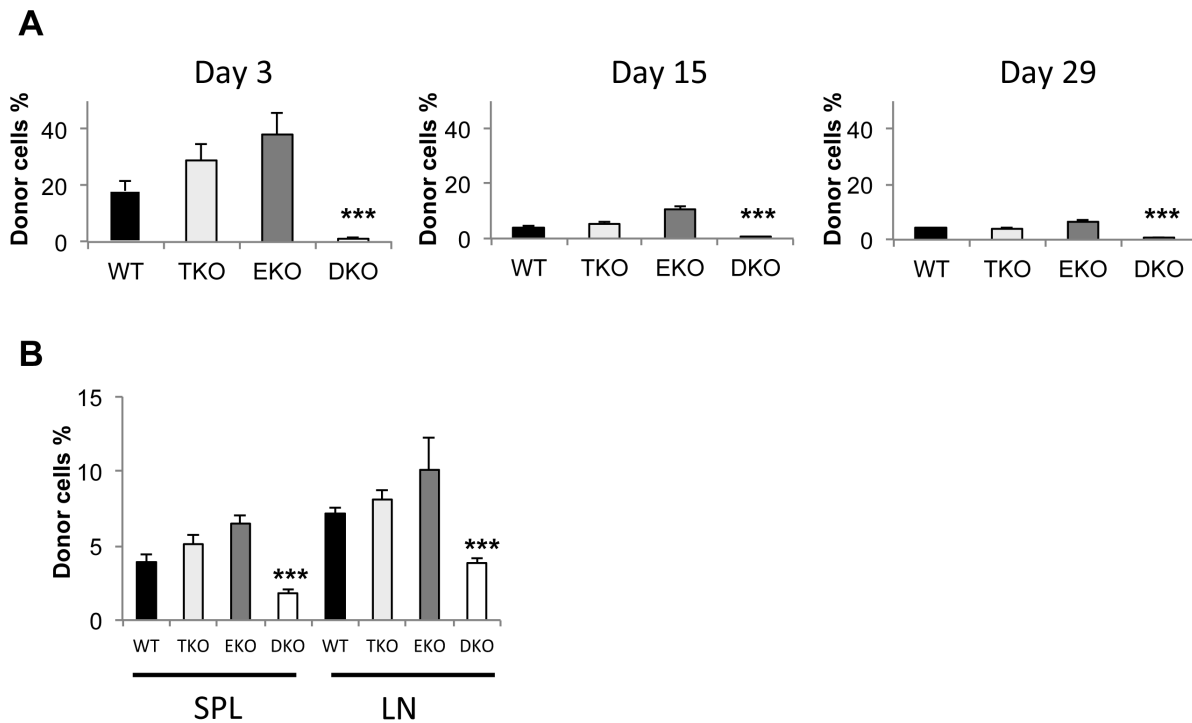 A
Day 3
Day 15
Day 29
Donor cells %
40
20
0
***
WT TKO EKO DKO
Donor cells %
40
20
0
***
WT TKO EKO DKO
Donor cells %
40
20
0
***
WT TKO EKO DKO
B
Donor cells %
15
10
5
0
***
***
WT TKO EKO DKO WT TKO EKO DKO
SPL LN